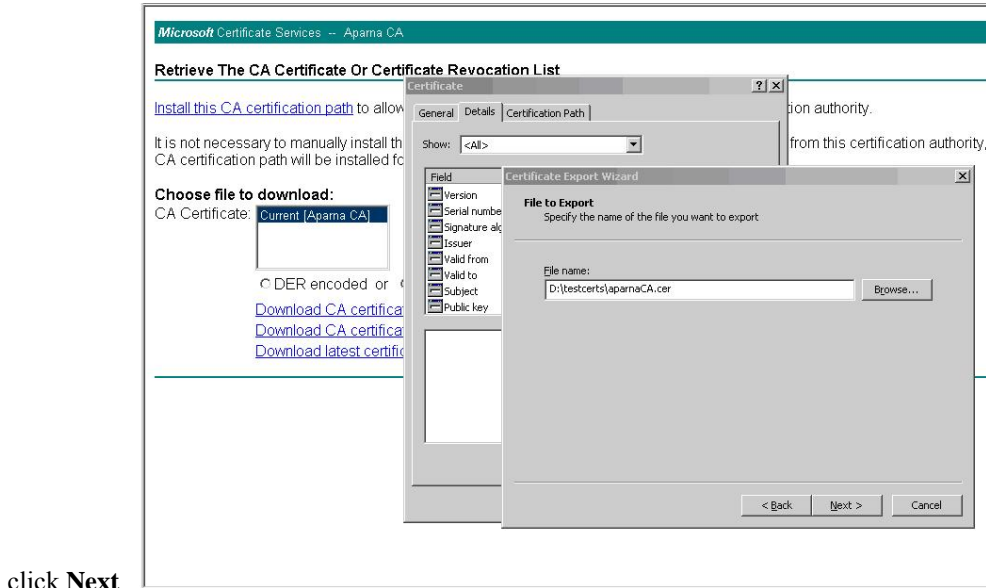 Microsoft Certificate Services -- Aparna CA
Retrieve The CA Certificate Or Certificate Revocation List
Install this CA certification path to allow
tion authority.
It is not necessary to manually install th
from this certification authority,
CA certification path will be installed fo
Choose file to download:
CA Certificate:
Current [Aparna CA]
DER encoded or
Download CA certifica
Download CA certifica
Download latest certific
Certificate
General Details Certification Path
Show: <All>
Field
Version
Serial numbe
Signature alg
Issuer
Valid from
Valid to
Subject
Public key
Certificate Export Wizard
File to Export
Specify the name of the file you want to export
File name:
D:\testcerts\aparnaCA.cer
Browse...
< Back Next > Cancel
click Next